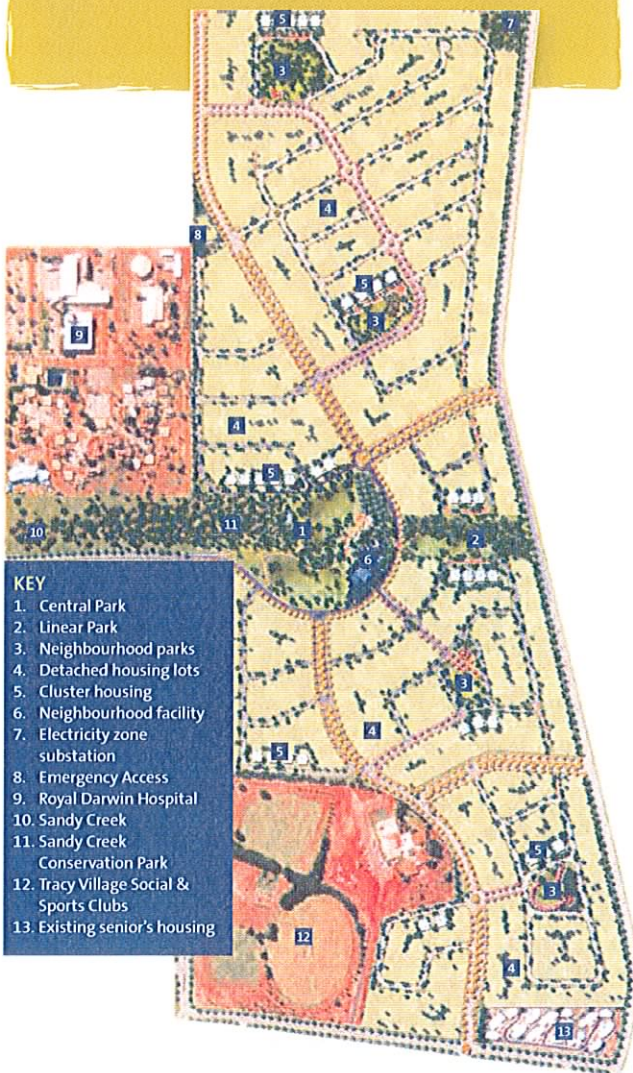 5
7
3
4
8
5
3
9
4
5
10
11
1
2
6
3
4
5
5
3
12
4
13
KEY
1. Central Park
2. Linear Park
3. Neighbourhood parks
4. Detached housing lots
5. Cluster housing
6. Neighbourhood facility
7. Electricity zone
substation
8. Emergency Access
9. Royal Darwin Hospital
10. Sandy Creek
11. Sandy Creek
Conservation Park
12. Tracy Village Social &
Sports Clubs
13. Existing senior's housing